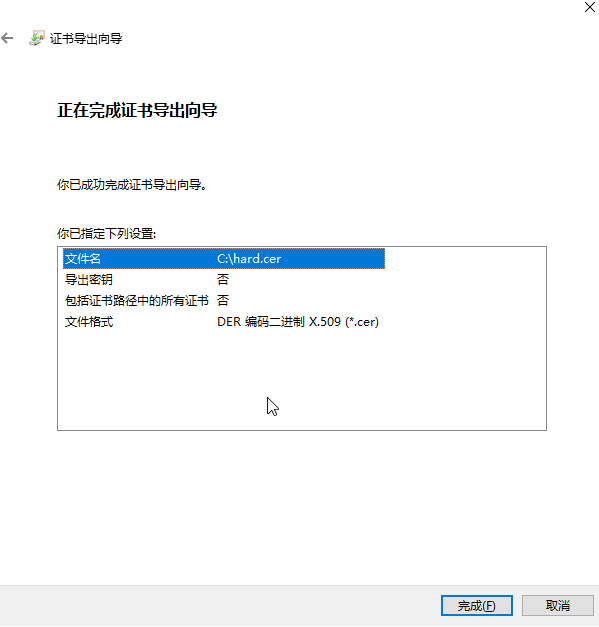 证书导出向导
正在完成证书导出向导
你已成功完成证书导出向导。
你已指定下列设置:
文件名 C:\hard.cer
导出密钥 否
包括证书路径中的所有证书 否
文件格式 DER 编码二进制 X.509 (*.cer)
完成(F) 取消